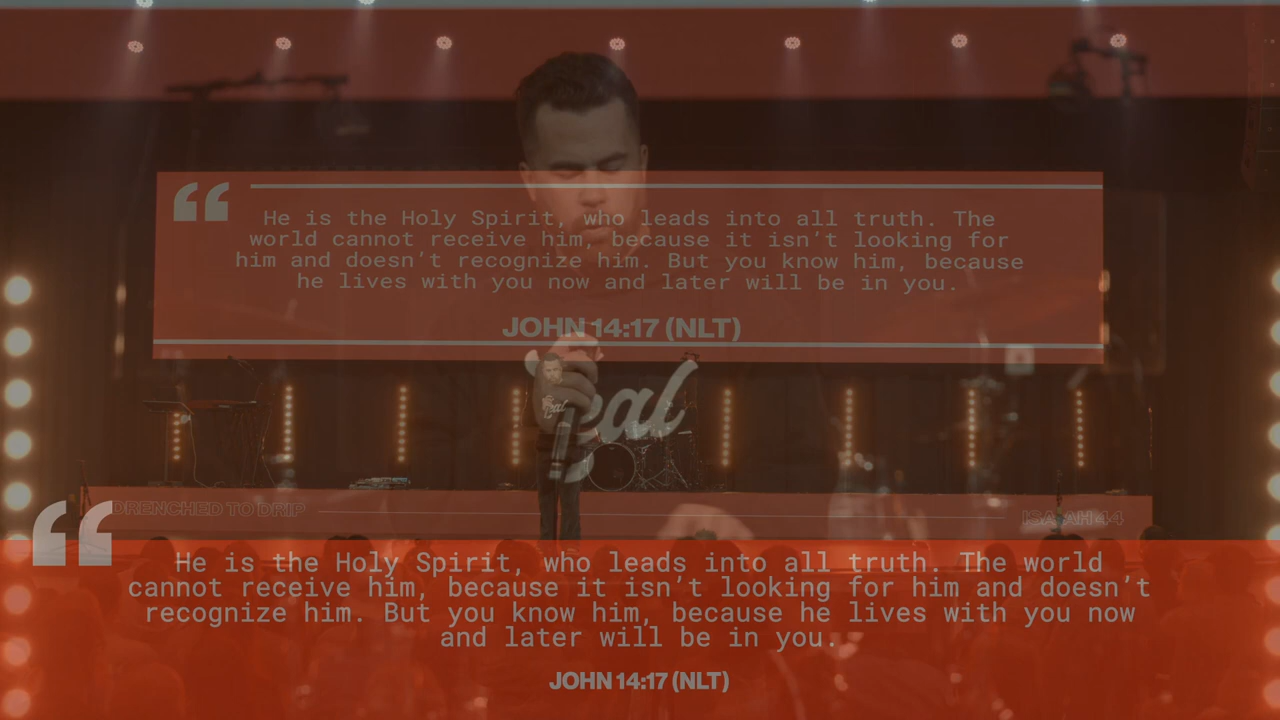 He is the Holy Spirit, who leads into all truth. The
world cannot receive him, because it isn’t looking for
him and doesn’t recognize him. But you know him, because
he lives with you now and later will be in you.
JOHN 14:17 (NLT)
eal
DRENCHED TO DRIP
ISAIAH 44
He is the Holy Spirit, who leads into all truth. The world
cannot receive him, because it isn’t looking for him and doesn’t
recognize him. But you know him, because he lives with you now
and later will be in you.
JOHN 14:17 (NLT)